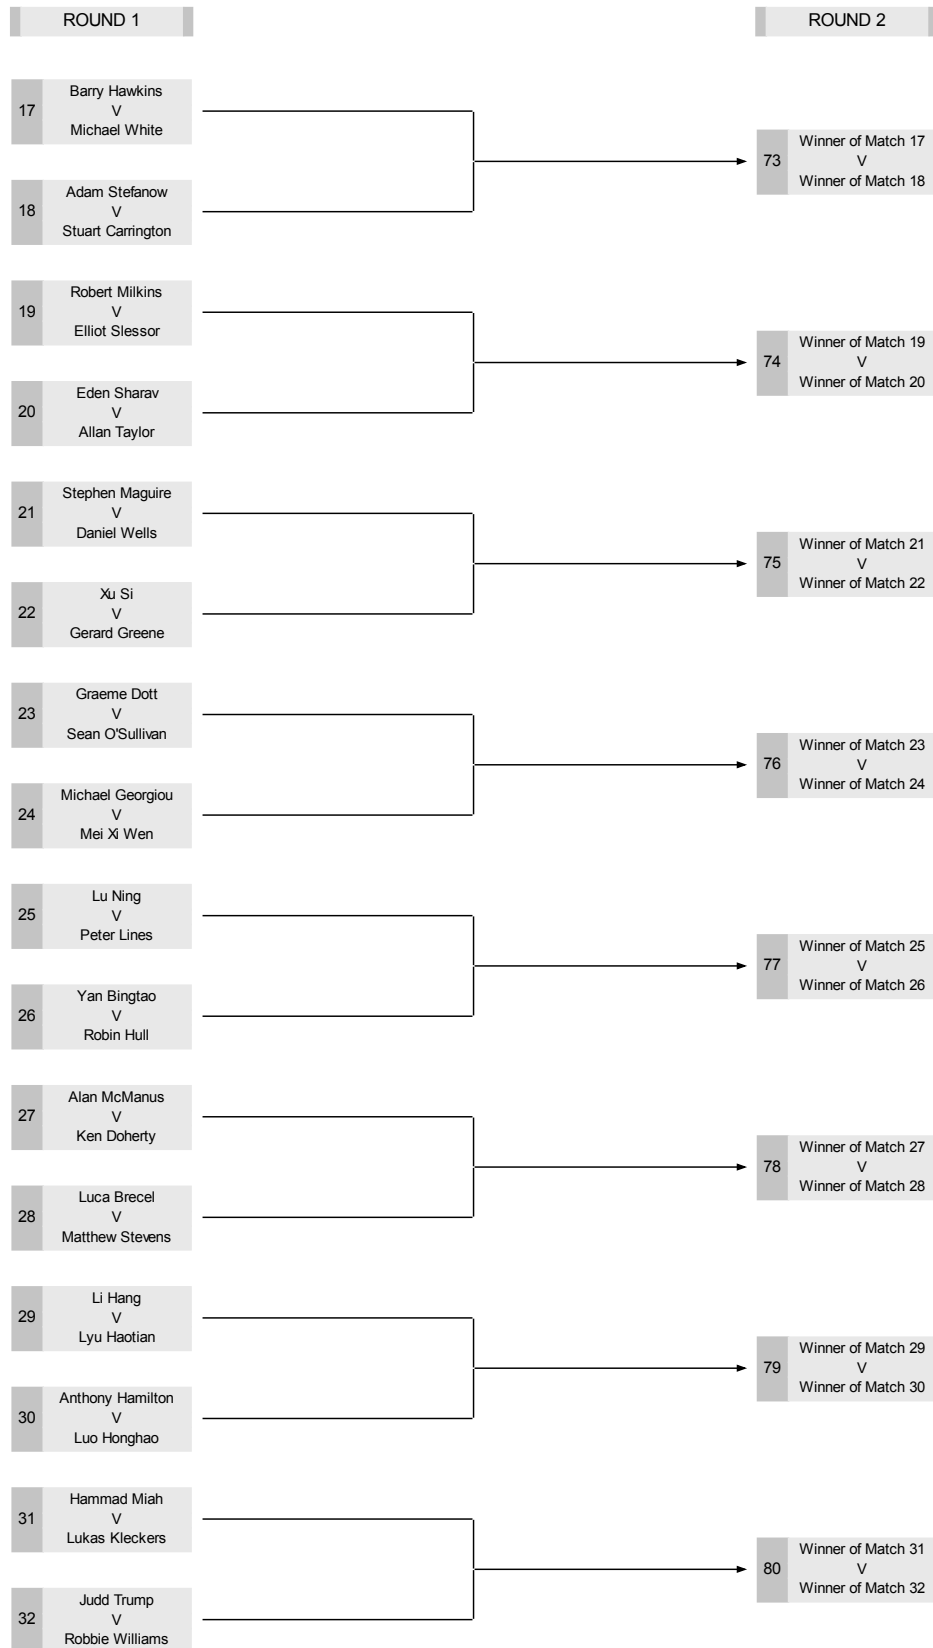 ROUND 1
ROUND 2
17
Barry Hawkins
V
Michael White
18
Adam Stefanow
V
Stuart Carrington
73
Winner of Match 17
V
Winner of Match 18
19
Robert Milkins
V
Elliot Slessor
20
Eden Sharav
V
Allan Taylor
74
Winner of Match 19
V
Winner of Match 20
21
Stephen Maguire
V
Daniel Wells
22
Xu Si
V
Gerard Greene
75
Winner of Match 21
V
Winner of Match 22
23
Graeme Dott
V
Sean O'Sullivan
24
Michael Georgiou
V
Mei Xi Wen
76
Winner of Match 23
V
Winner of Match 24
25
Lu Ning
V
Peter Lines
26
Yan Bingtao
V
Robin Hull
77
Winner of Match 25
V
Winner of Match 26
27
Alan McManus
V
Ken Doherty
28
Luca Brecel
V
Matthew Stevens
78
Winner of Match 27
V
Winner of Match 28
29
Li Hang
V
Lyu Haotian
30
Anthony Hamilton
V
Luo Honghao
79
Winner of Match 29
V
Winner of Match 30
31
Hammad Miah
V
Lukas Kleckers
32
Judd Trump
V
Robbie Williams
80
Winner of Match 31
V
Winner of Match 32